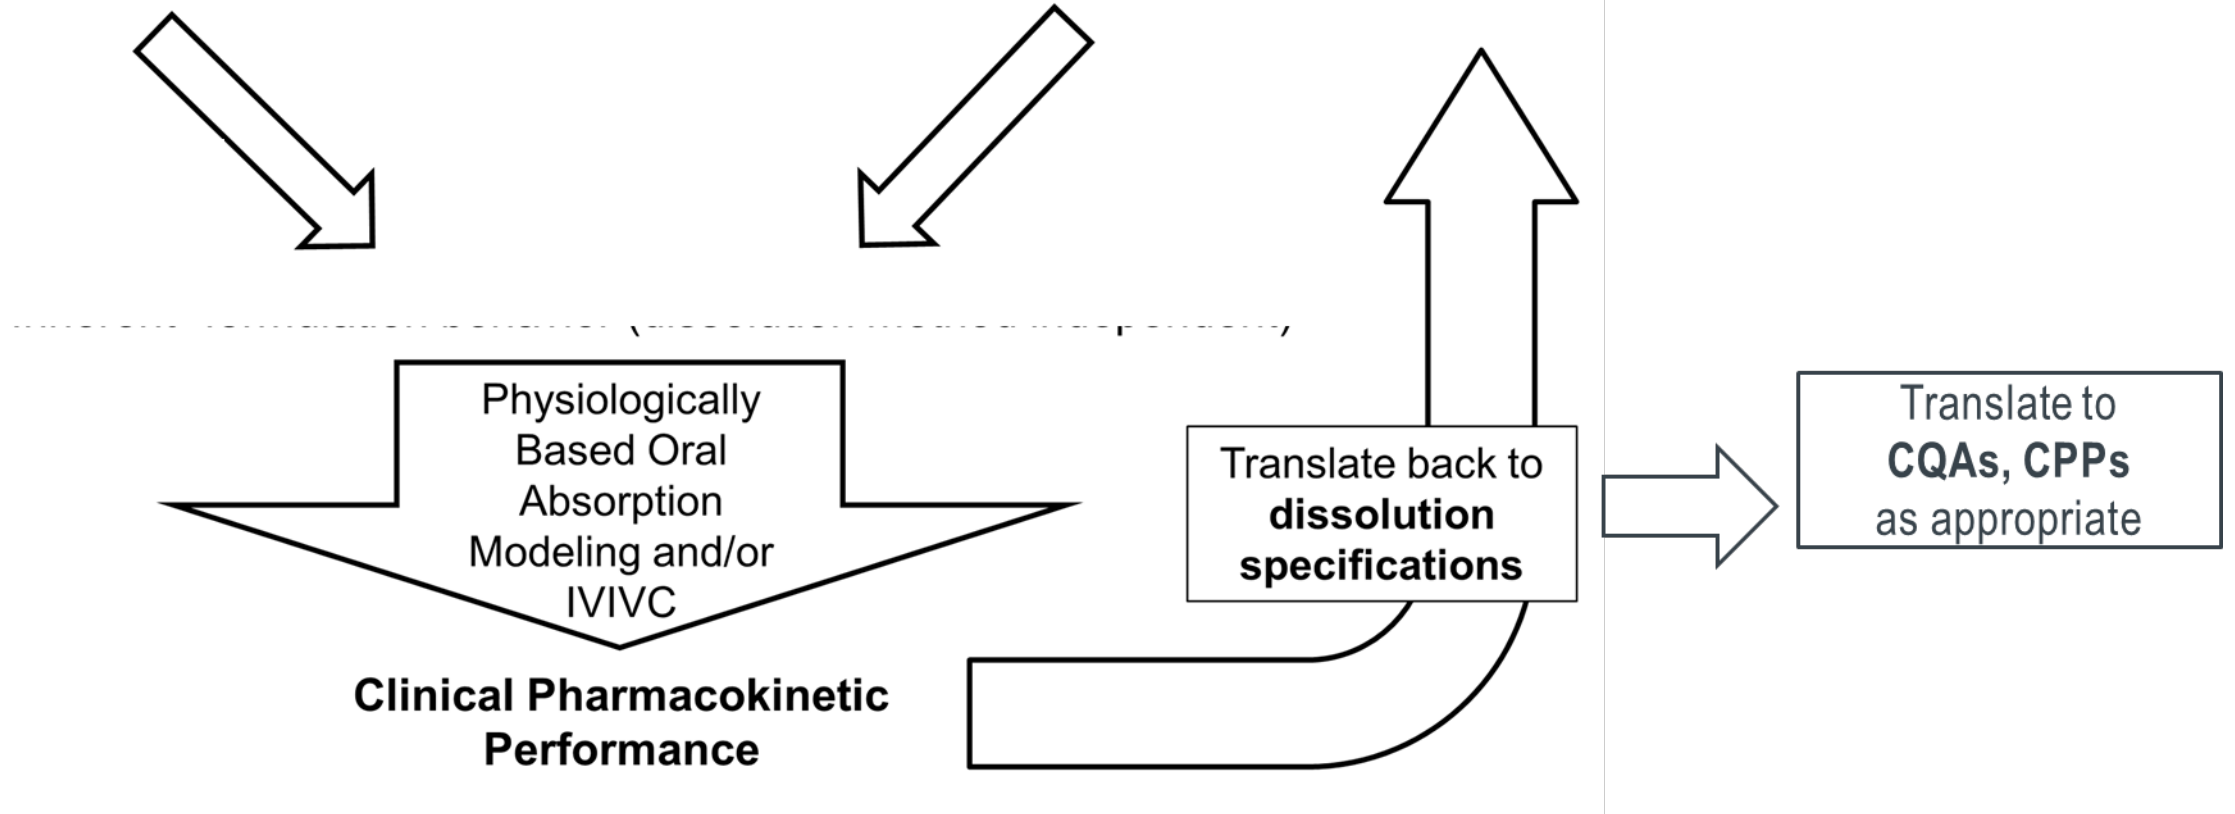 Physiologically
Based Oral
Absorption
Modeling and/or
IVIVC
Clinical Pharmacokinetic
Performance
Translate back to
dissolution
specifications
Translate to
CQAs, CPPs
as appropriate